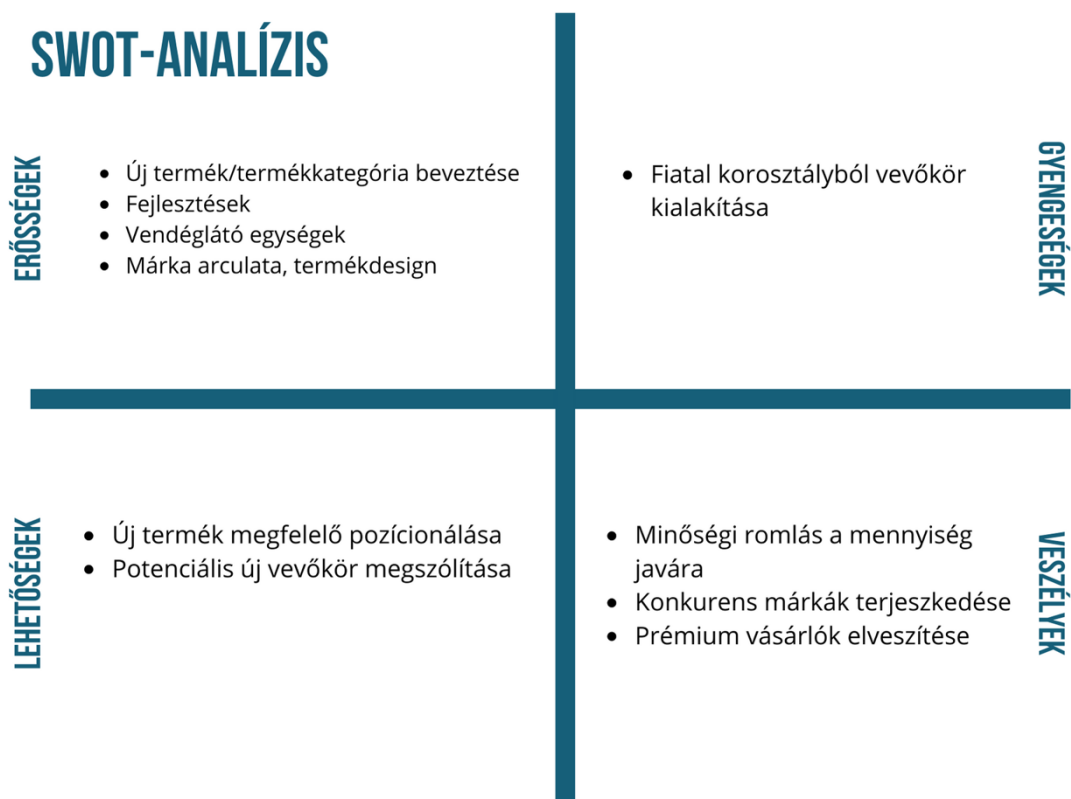 SWOT-ANALÍZIS
ERŐSSÉGEK
Új termék/termékkategória beveztése
Fejlesztések
Vendéglátó egységek
Márka arculata, termékdesign
GYENGESÉGEK
Fiatal korosztályból vevőkör
kialakítása
LEHETŐSÉGEK
Új termék megfelelő pozícionálása
Potenciális új vevőkör megszólítása
VESZÉLYEK
Minőségi romlás a mennyiség
javára
Konkurens márkák terjeszkedése
Prémium vásárlók elveszítése